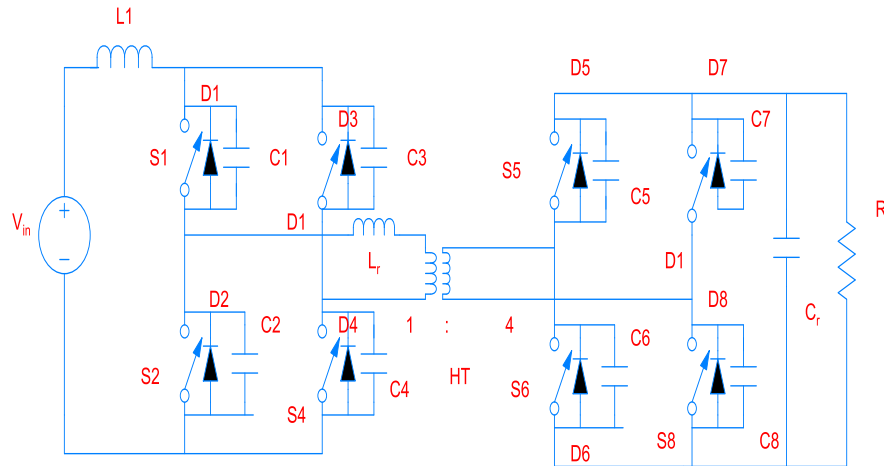 L1
D5 D7
D1
D3 C7
S1 C1 C3 S5
C5
Vin + − D1 R
Lr D1
D2 D8
C2 D4 1 : 4 C6 Cr
S2 C4 HT S6
S4 S8 C8
D6